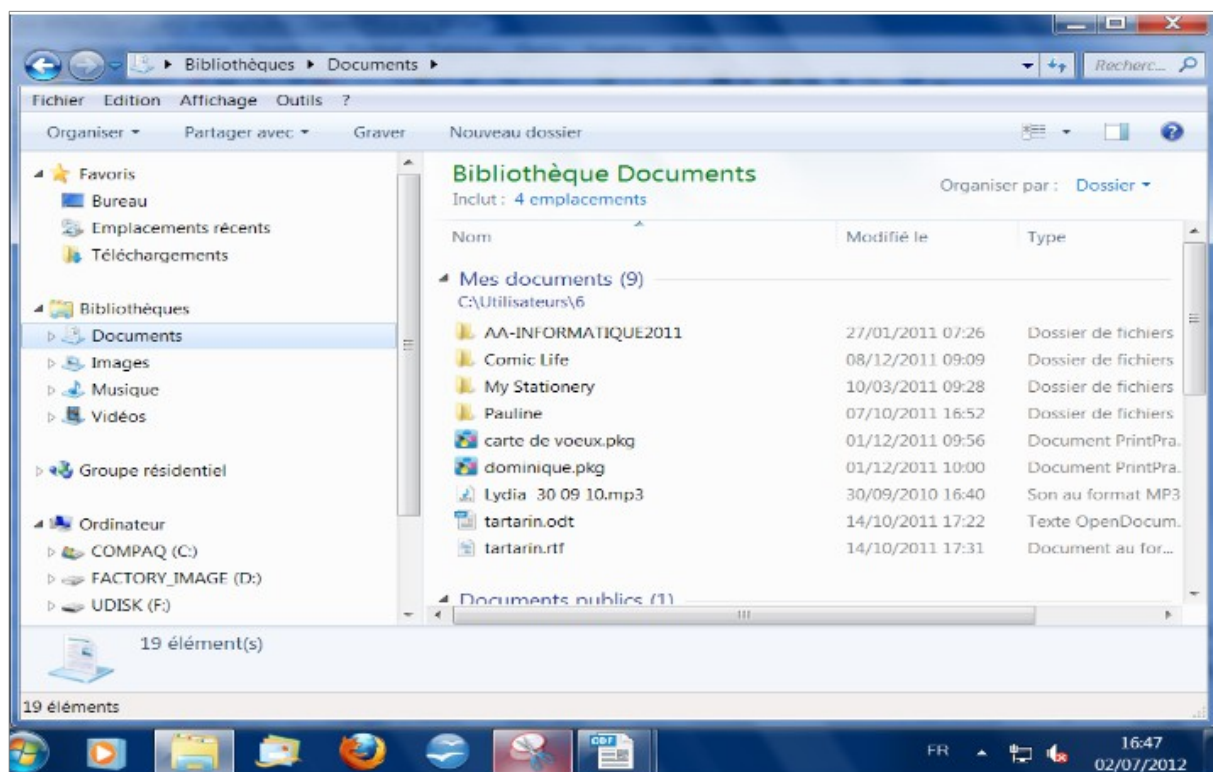 Bibliothèques Documents
Recherc...
Fichier Edition Affichage Outils ?
Organiser Partager avec Graver Nouveau dossier
Favoris
Bureau
Emplacements récents
Téléchargements
Bibliothèques
Documents
Images
Musique
Vidéos
Groupe résidentiel
Ordinateur
COMPAQ (C:)
FACTORY_IMAGE (D:)
UDISK (F:)
Bibliothèque Documents
Inclut : 4 emplacements
Organiser par : Dossier
Nom Modifié le Type
Mes documents (9)
C:\Utilisateurs\6
AA-INFORMATIQUE2011 27/01/2011 07:26 Dossier de fichiers
Comic Life 08/12/2011 09:09 Dossier de fichiers
My Stationery 10/03/2011 09:28 Dossier de fichiers
Pauline 07/10/2011 16:52 Dossier de fichiers
carte de voeux.pkg 01/12/2011 09:56 Document PrintPra.
dominique.pkg 01/12/2011 10:00 Document PrintPra.
Lydia 30 09 10.mp3 30/09/2010 16:40 Son au format MP3
tartarin.odt 14/10/2011 17:22 Texte OpenDocum.
tartarin.rtf 14/10/2011 17:31 Document au for...
Documents publics (1)
19 élément(s)
19 éléments
ODF
FR
16:47
02/07/2012